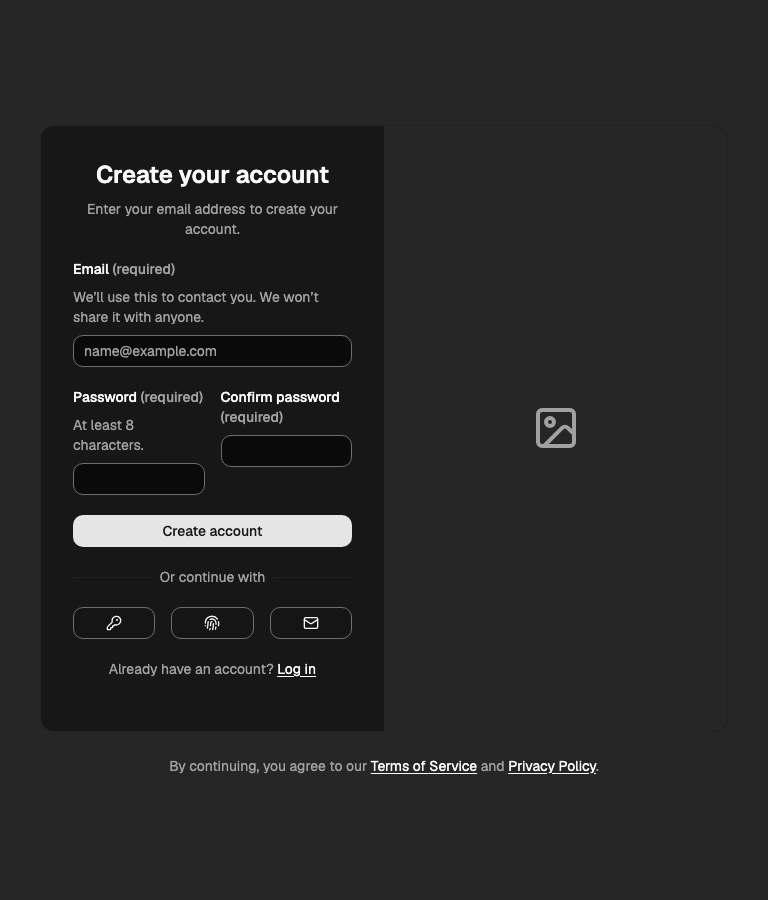 Create your account
Enter your email address to create your
account.
Email (required)
We’ll use this to contact you. We won’t
share it with anyone.
name@example.com
Password (required)
At least 8
characters.
Confirm password
(required)
Create account
Or continue with
Already have an account? Log in
By continuing, you agree to our Terms of Service and Privacy Policy.